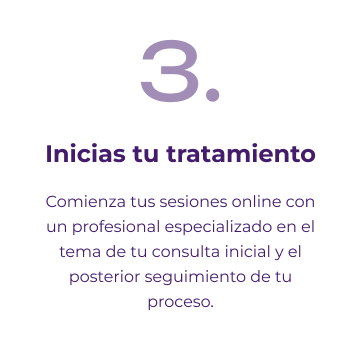 3.
Inicias tu tratamiento
Comienza tus sesiones online con
un profesional especializado en el
tema de tu consulta inicial y el
posterior seguimiento de tu
proceso.